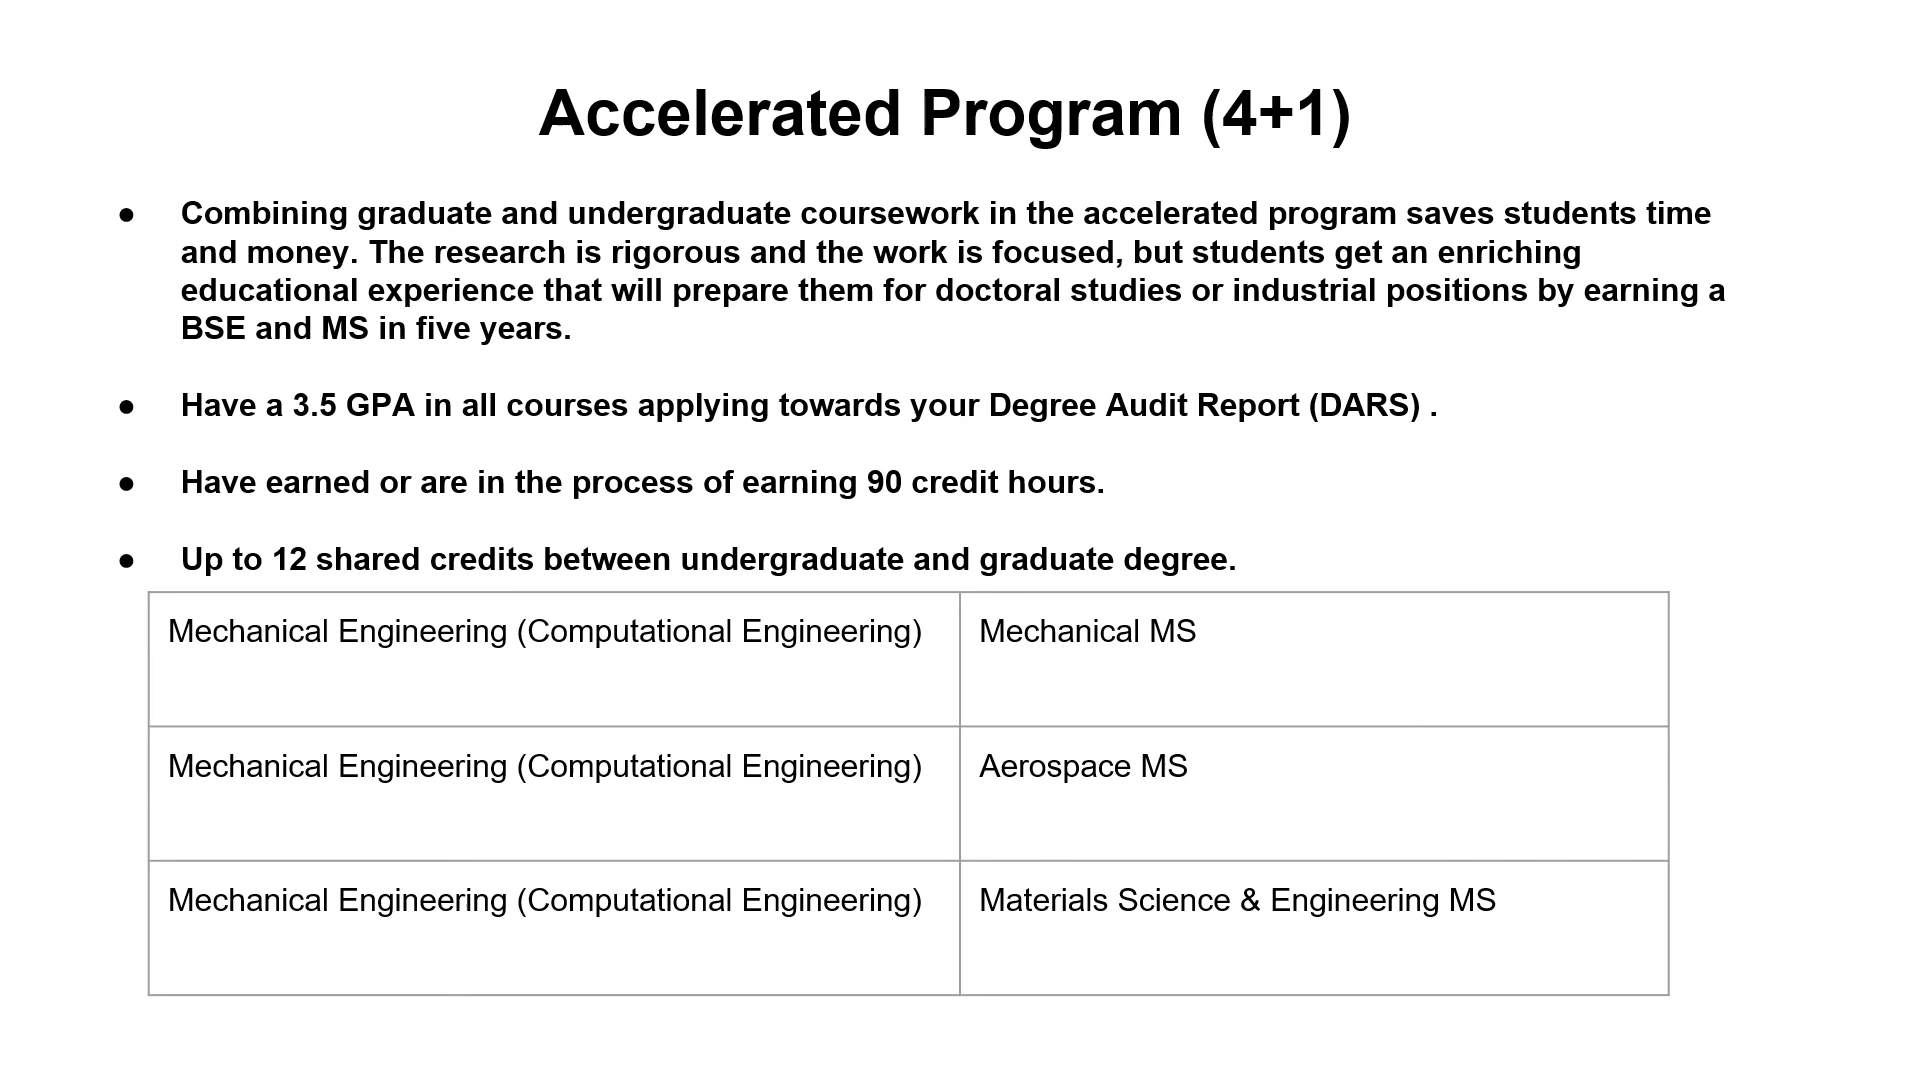 Accelerated Program (4+1)
● Combining graduate and undergraduate coursework in the accelerated program saves students time
and money. The research is rigorous and the work is focused, but students get an enriching
educational experience that will prepare them for doctoral studies or industrial positions by earning a
BSE and MS in five years.
● Have a 3.5 GPA in all courses applying towards your Degree Audit Report (DARS) .
● Have earned or are in the process of earning 90 credit hours.
● Up to 12 shared credits between undergraduate and graduate degree.
Mechanical Engineering (Computational Engineering) Mechanical MS
Mechanical Engineering (Computational Engineering) Aerospace MS
Mechanical Engineering (Computational Engineering) Materials Science & Engineering MS